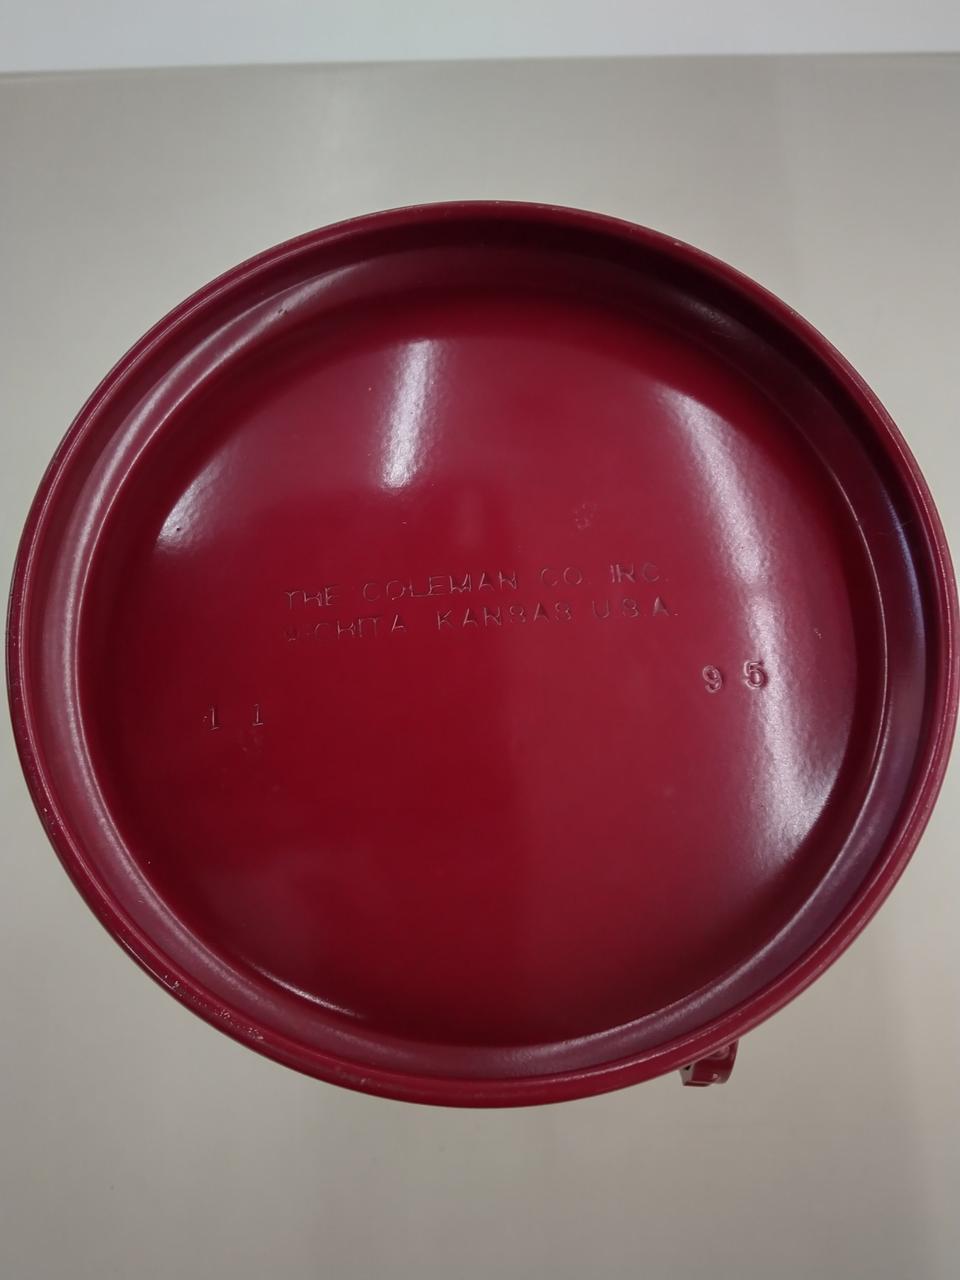 THE COLEMAN CO. INC.
WICHITA KANSAS U.S.A.
9 5
1 1